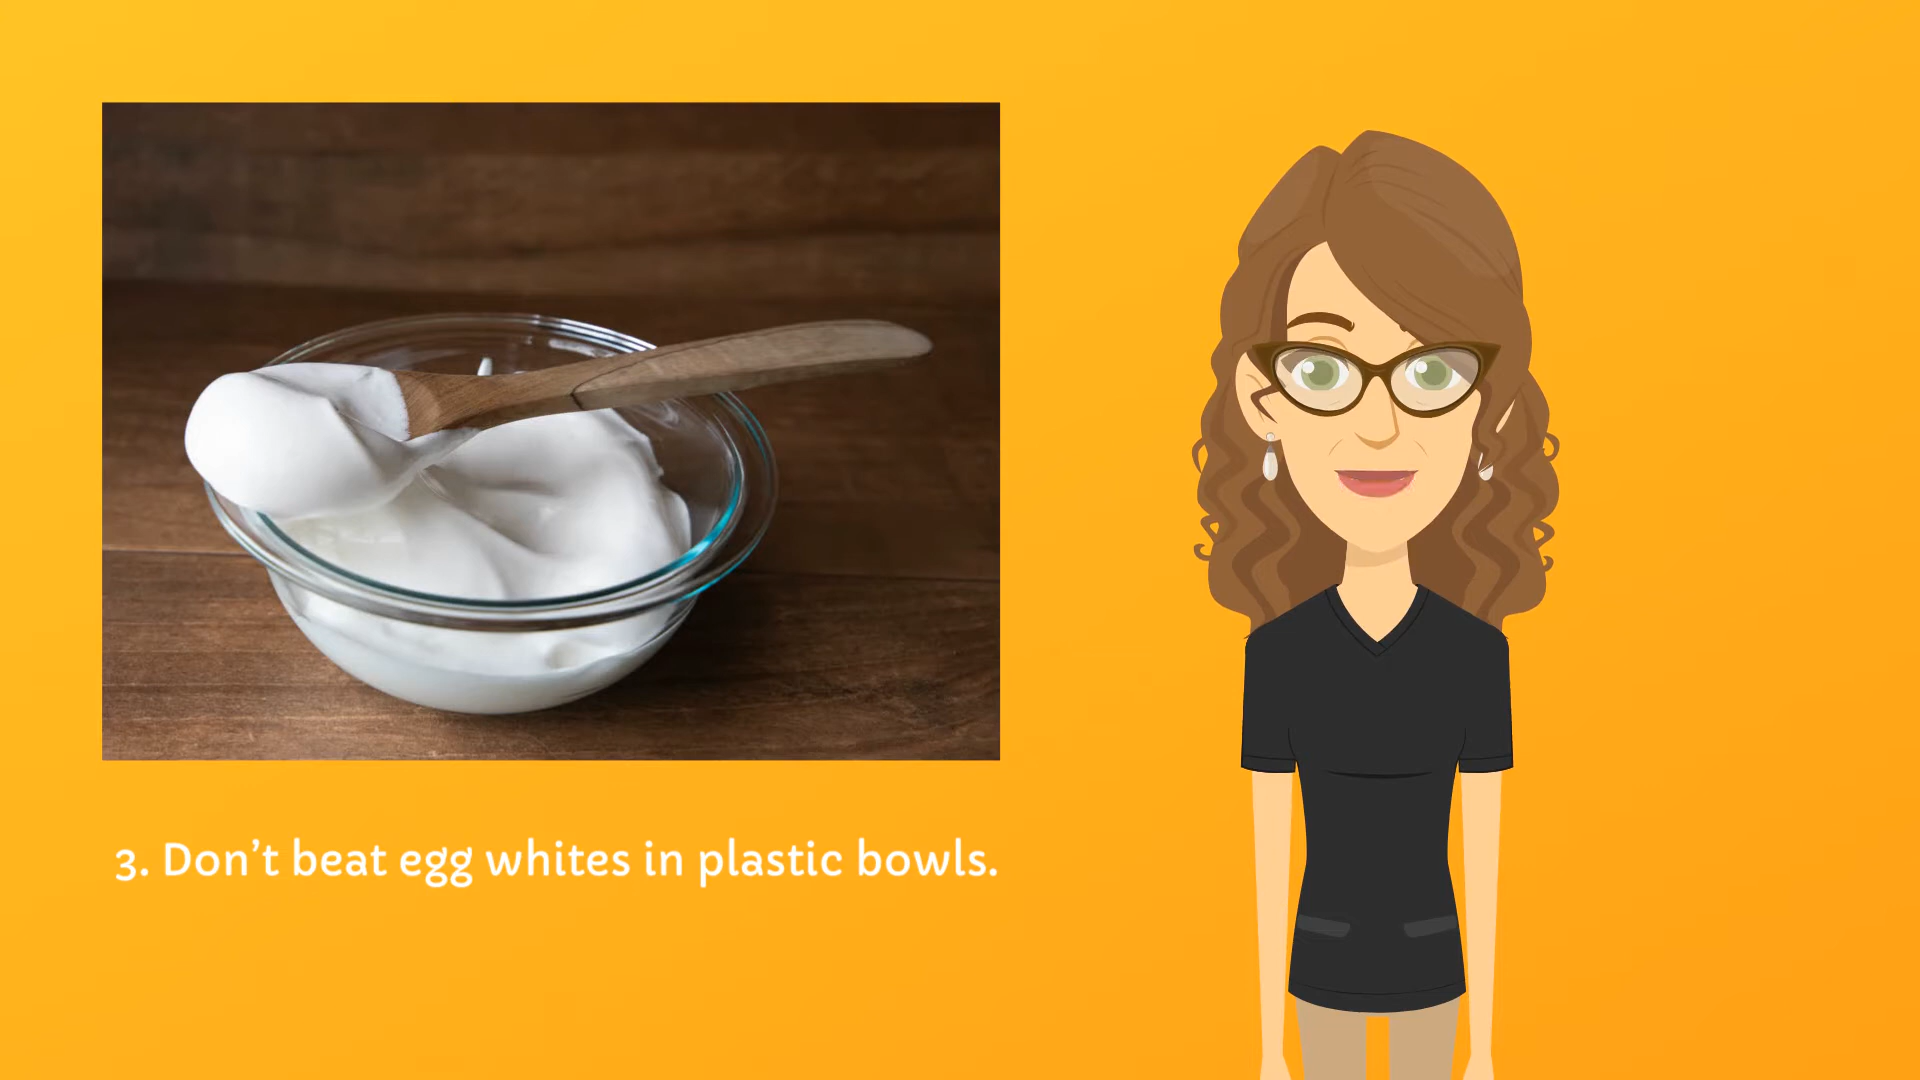 3. Don’t beat egg whites in plastic bowls.